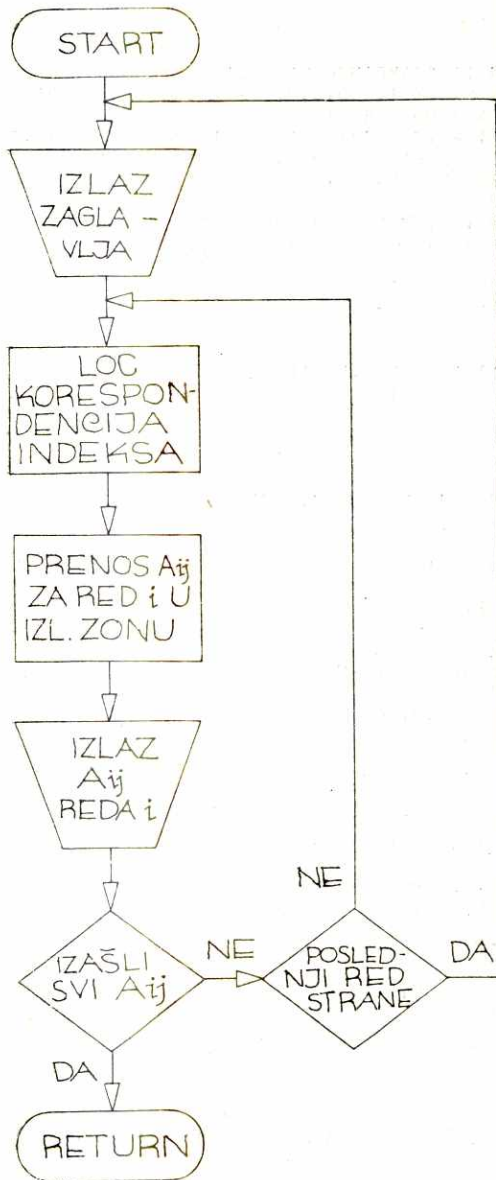 START
IZLAZ
ZAGLA-
VLJA
LOC
KORESPON-
DENCIJA
INDEKSA
PRENOS Aij
ZA RED i U
IZL. ZONU
IZLAZ
Aij
REDA i
IZAŠLI
SVI Aij
NE
NE
POSLED-
NJI RED
STRANE
DA
DA
RETURN